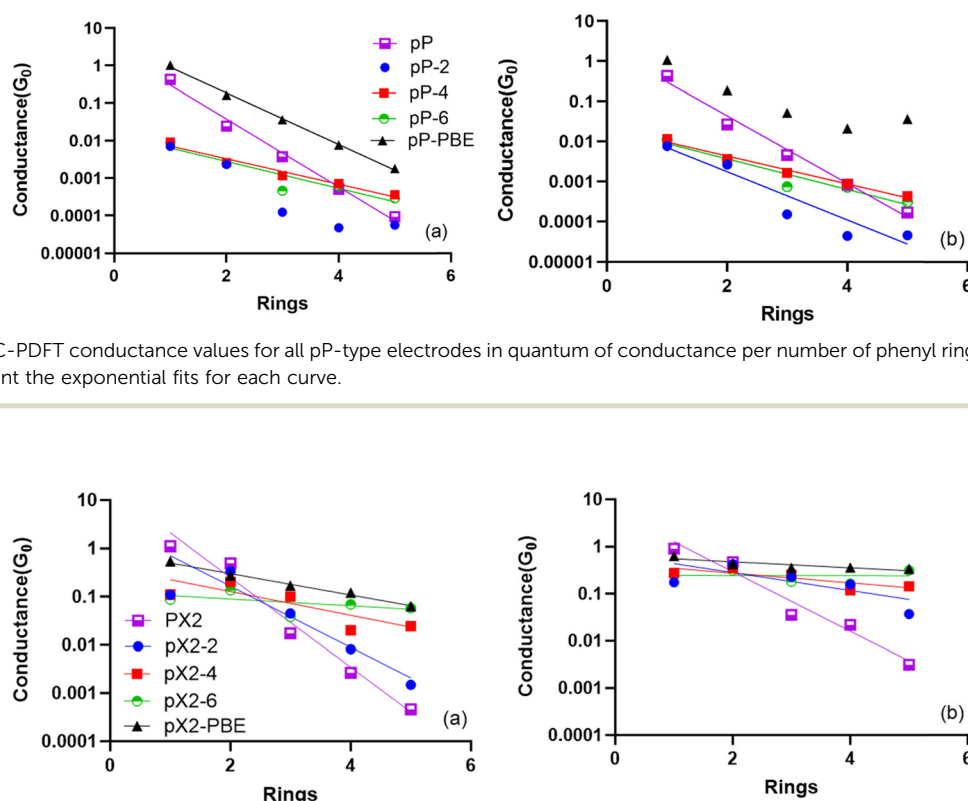 10
1
0.1
0.01
0.001
0.0001
0.00001
Conductance(G0)
0 2 4 6
Rings
pP
pP-2
pP-4
pP-6
pP-PBE
(a)
10
1
0.1
0.01
0.001
0.0001
0.00001
Conductance(G0)
0 2 4 6
Rings
(b)
C-PDFT conductance values for all pP-type electrodes in quantum of conductance per number of phenyl ring
nt the exponential fits for each curve.
10
1
0.1
0.01
0.001
0.0001
Conductance(G0)
0 2 4 6
Rings
PX2
pX2-2
pX2-4
pX2-6
pX2-PBE
(a)
10
1
0.1
0.01
0.001
0.0001
Conductance(G0)
0 2 4 6
Rings
(b)